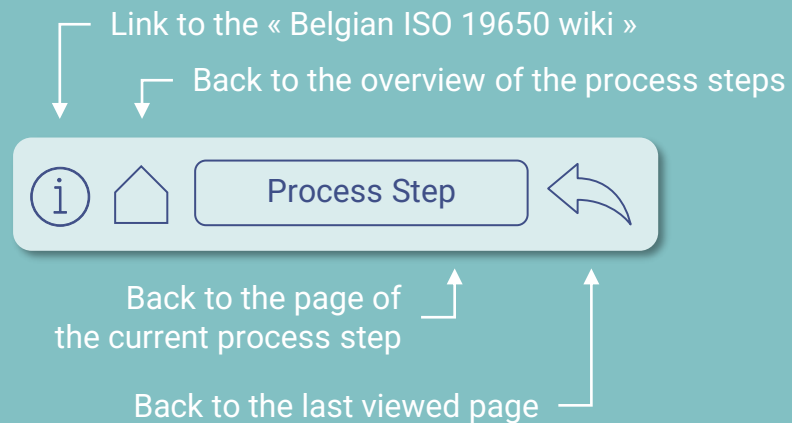 Link to the « Belgian ISO 19650 wiki »
Back to the overview of the process steps
i
Process Step
Back to the page of
the current process step
Back to the last viewed page